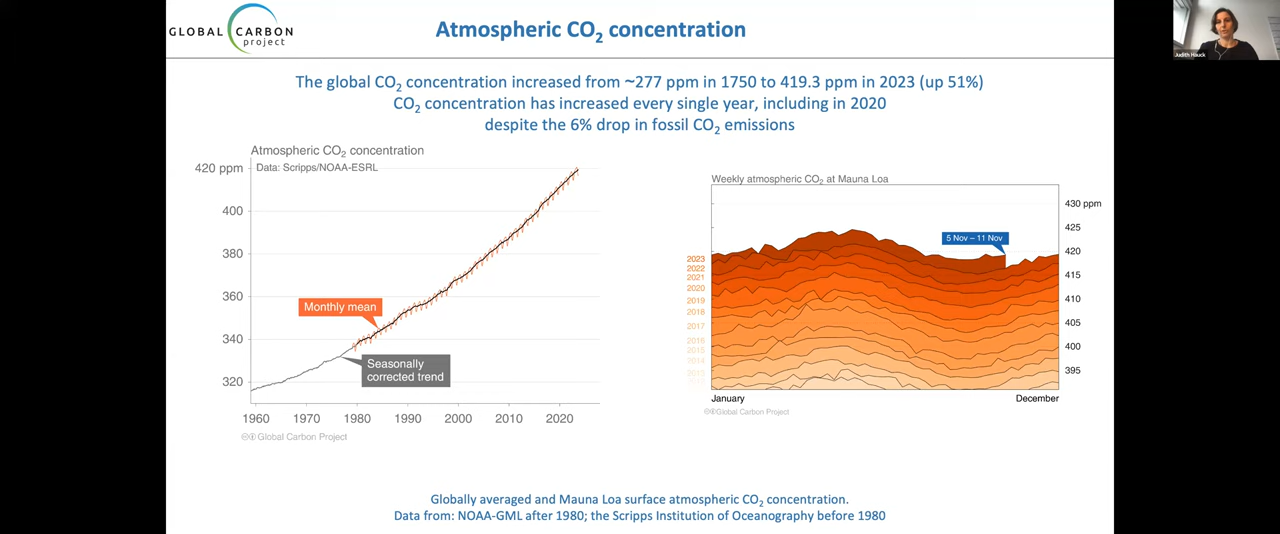 GLOBAL CARBON
project
Atmospheric CO₂ concentration
Judith Hauck
The global CO₂ concentration increased from ~277 ppm in 1750 to 419.3 ppm in 2023 (up 51%)
CO₂ concentration has increased every single year, including in 2020
despite the 6% drop in fossil CO₂ emissions
Atmospheric CO₂ concentration
Data: Scripps/NOAA-ESRL
420 ppm
400
380
360
340
320
Monthly mean
Seasonally
corrected trend
1960 1970 1980 1990 2000 2010 2020
Global Carbon Project
Weekly atmospheric CO₂ at Mauna Loa
430 ppm
425
420
415
410
405
400
395
5 Nov – 11 Nov
2023
2022
2021
2020
2019
2018
2017
2016
2015
2014
2013
January December
Global Carbon Project
Globally averaged and Mauna Loa surface atmospheric CO₂ concentration.
Data from: NOAA-GML after 1980; the Scripps Institution of Oceanography before 1980